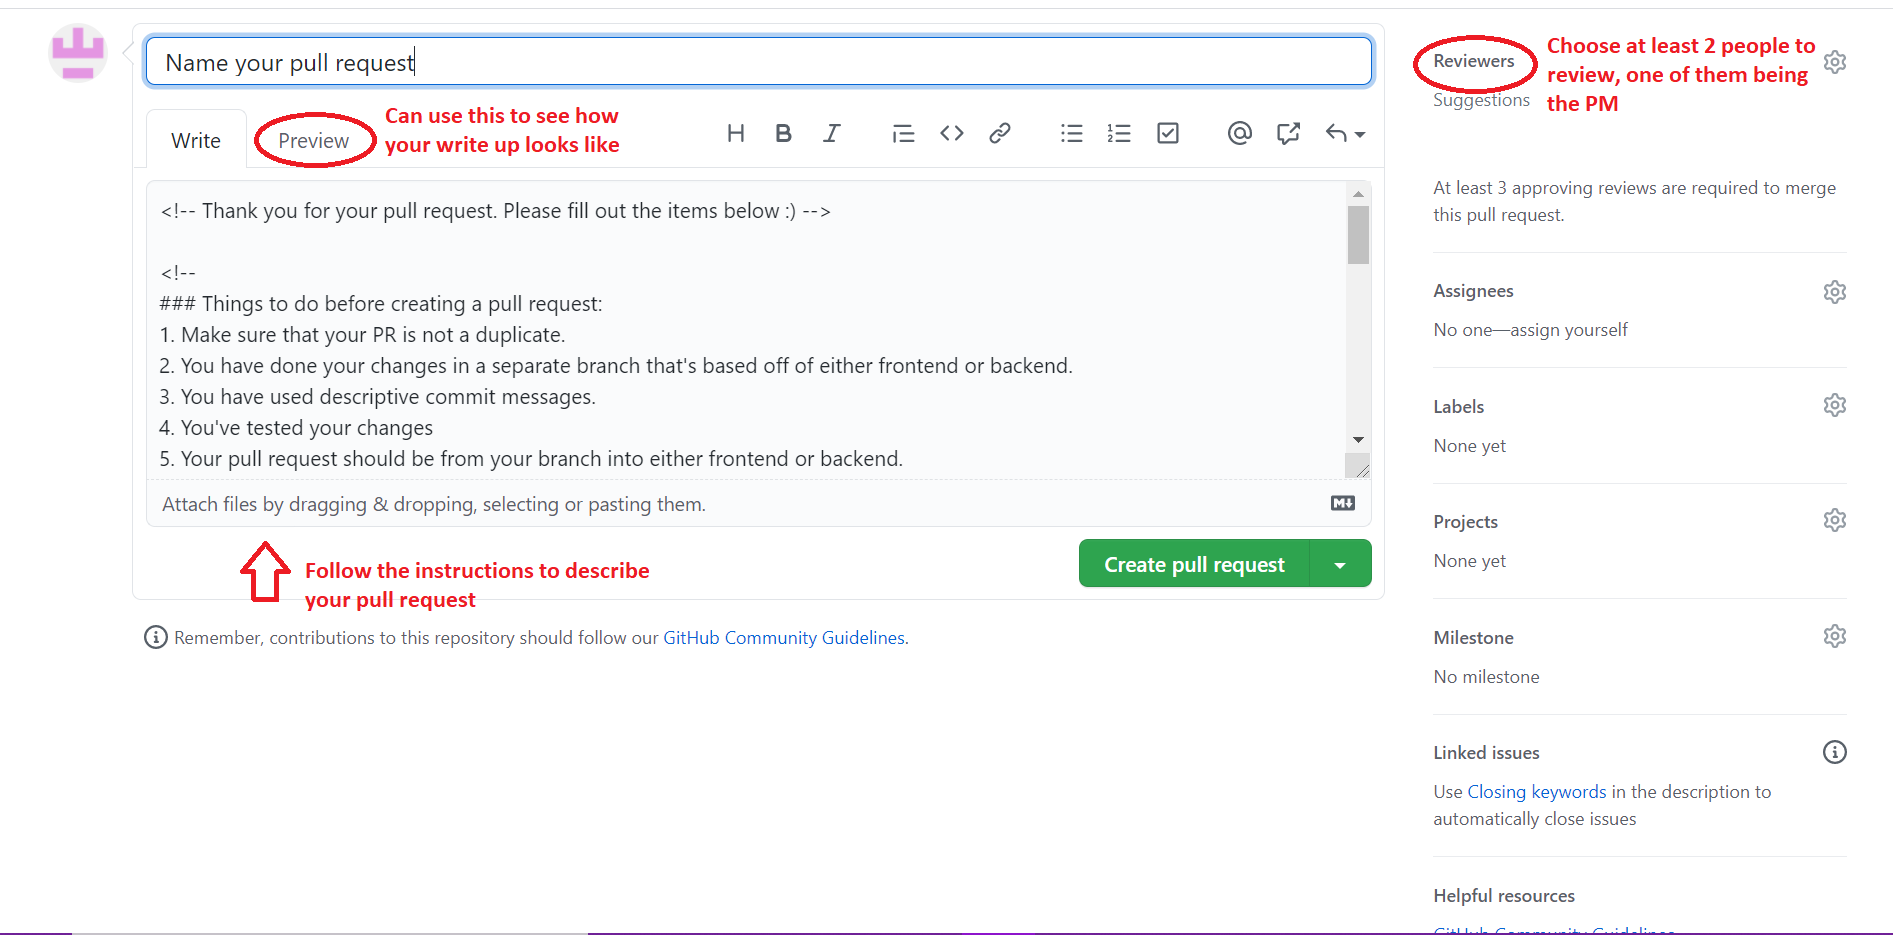 Name your pull request
Write
Preview
Can use this to see how
your write up looks like
<!-- Thank you for your pull request. Please fill out the items below :) -->
<!--
### Things to do before creating a pull request:
1. Make sure that your PR is not a duplicate.
2. You have done your changes in a separate branch that's based off of either frontend or backend.
3. You have used descriptive commit messages.
4. You've tested your changes
5. Your pull request should be from your branch into either frontend or backend.
Attach files by dragging & dropping, selecting or pasting them.
Follow the instructions to describe
your pull request
Create pull request
Remember, contributions to this repository should follow our GitHub Community Guidelines.
Reviewers
Choose at least 2 people to
review, one of them being
the PM
Suggestions
At least 3 approving reviews are required to merge
this pull request.
Assignees
No one—assign yourself
Labels
None yet
Projects
None yet
Milestone
No milestone
Linked issues
Use Closing keywords in the description to
automatically close issues
Helpful resources
GitHub Community Guidelines